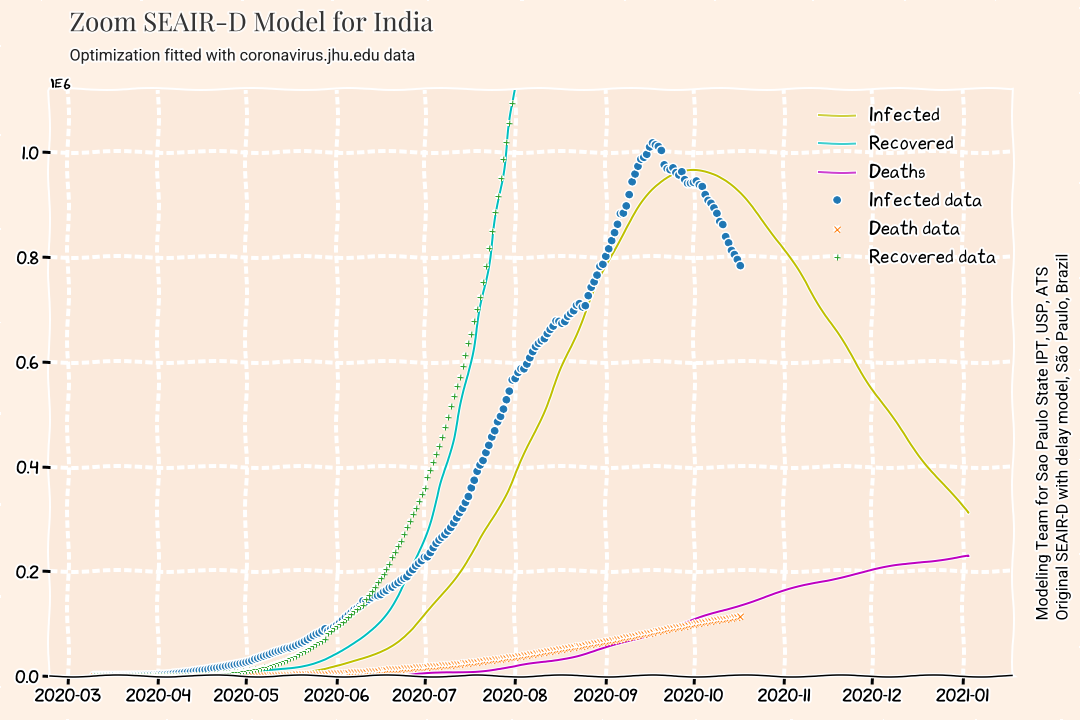 Zoom SEAIR-D Model for India
Optimization fitted with coronavirus.jhu.edu data
1E6
Infected
Recovered
Deaths
Infected data
Death data
Recovered data
1.0
0.8
0.6
0.4
0.2
0.0
2020-03 2020-04 2020-05 2020-06 2020-07 2020-08 2020-09 2020-10 2020-11 2020-12 2021-01
Modeling Team for Sao Paulo State IPT, USP, ATS
Original SEAIR-D with delay model, São Paulo, Brazil